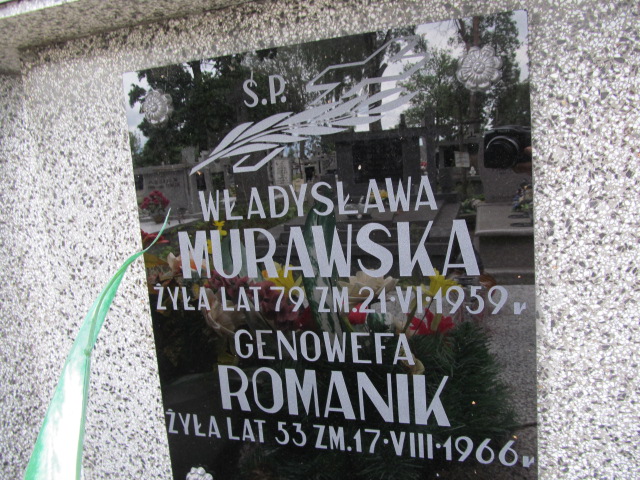 S.P.
WŁADYSŁAWA
MURAWSKA
ŻYŁA LAT 79 ZM.21·VI·1959 r
GENOWEFA
ROMANIK
ŻYŁA LAT 53 ZM.17·VIII·1966 r